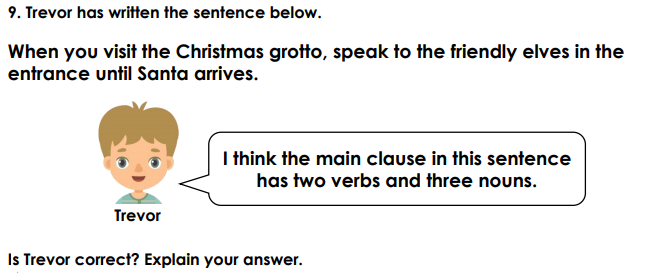 9. Trevor has written the sentence below.
When you visit the Christmas grotto, speak to the friendly elves in the
entrance until Santa arrives.
I think the main clause in this sentence
has two verbs and three nouns.
Trevor
Is Trevor correct? Explain your answer.